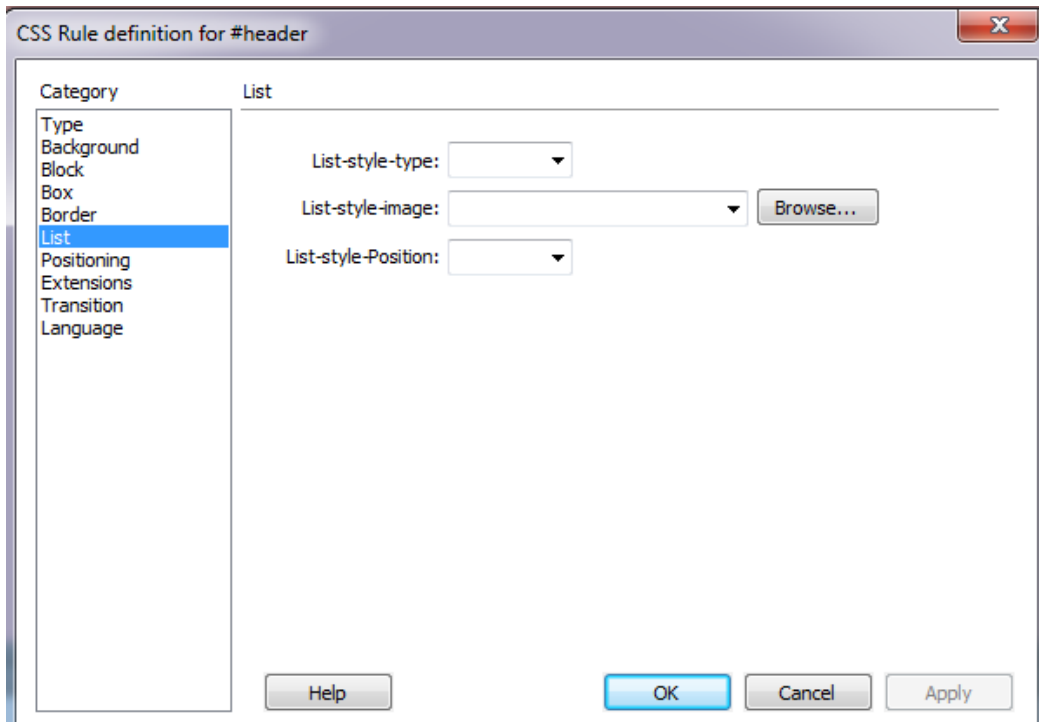 CSS Rule definition for #header
X
Category
List
Type
Background
Block
Box
Border
List
Positioning
Extensions
Transition
Language
List-style-type:
List-style-image:
Browse...
List-style-Position:
Help
OK
Cancel
Apply